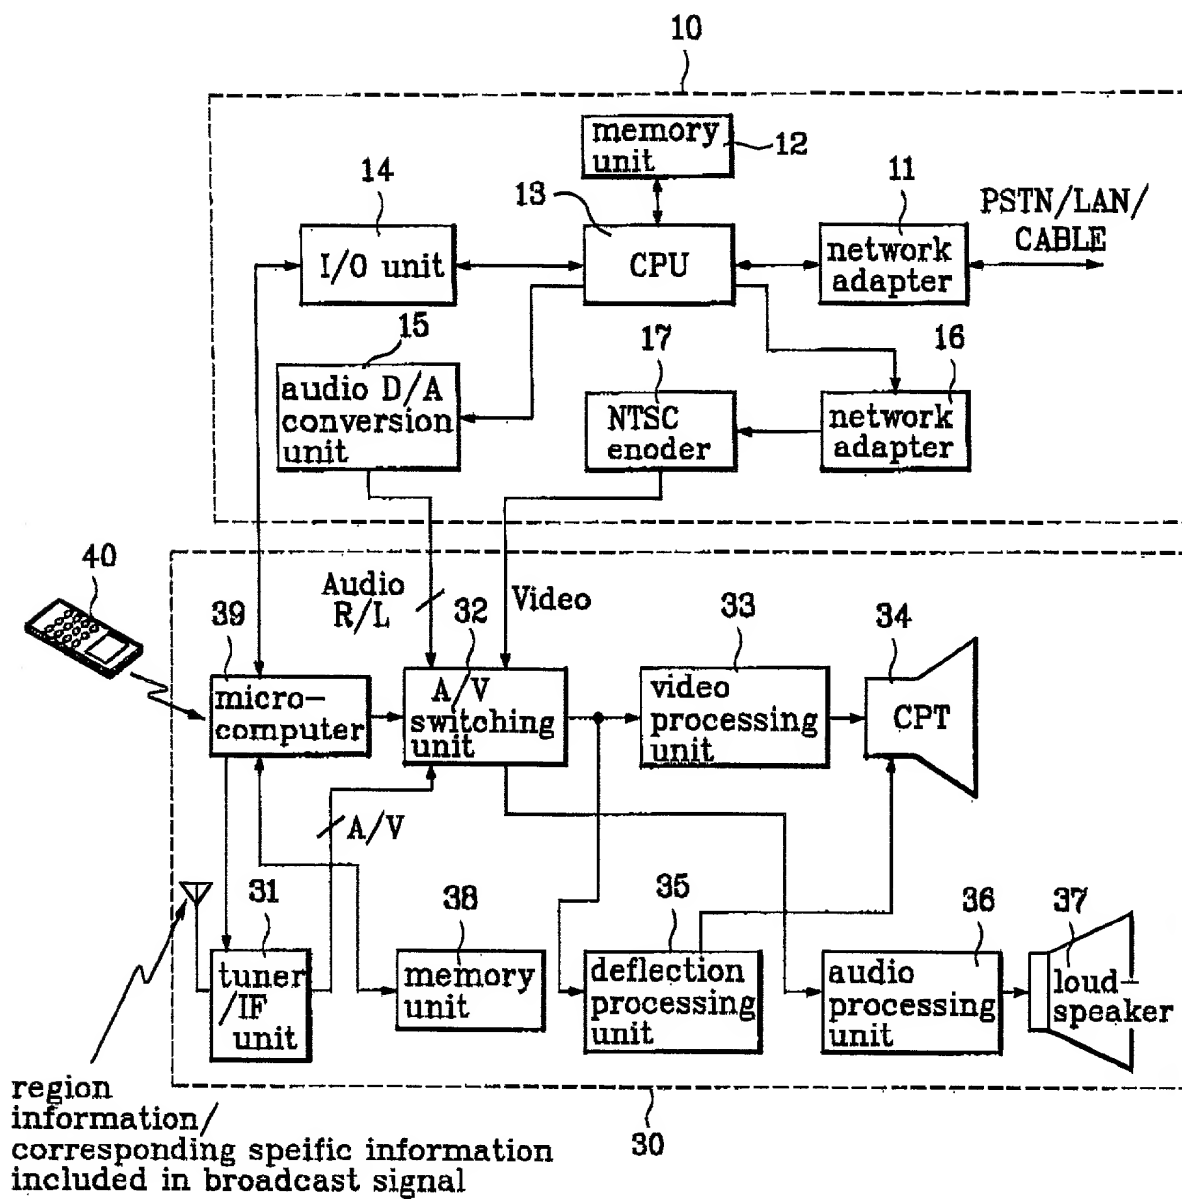 10
memory
unit
12
14
13
11
PSTN/LAN/
CABLE
I/O unit
CPU
network
adapter
15
17
16
audio D/A
conversion
unit
NTSC
enoder
network
adapter
40
Audio
R/L
Video
39
32
33
34
micro-
computer
A/V
switching
unit
video
processing
unit
CPT
A/V
31
38
35
36
37
tuner
/IF
unit
memory
unit
deflection
processing
unit
audio
processing
unit
loud-
speaker
region
information/
corresponding speific information
included in broadcast signal
30